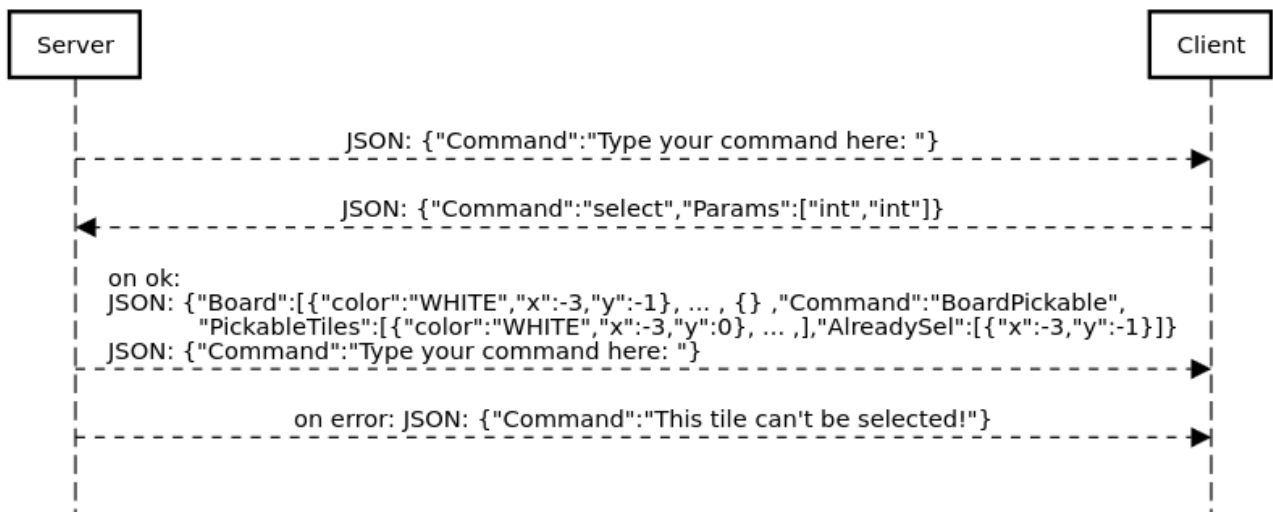 Server
Client
JSON: {"Command":"Type your command here: "}
JSON: {"Command":"select","Params":["int","int"]}
on ok:
JSON: {"Board":[{"color":"WHITE","x":-3,"y":-1}, ... , {} ,"Command":"BoardPickable",
"PickableTiles":[{"color":"WHITE","x":-3,"y":0}, ... ,],"AlreadySel":[{"x":-3,"y":-1}]}
JSON: {"Command":"Type your command here: "}
on error: JSON: {"Command":"This tile can't be selected!"}